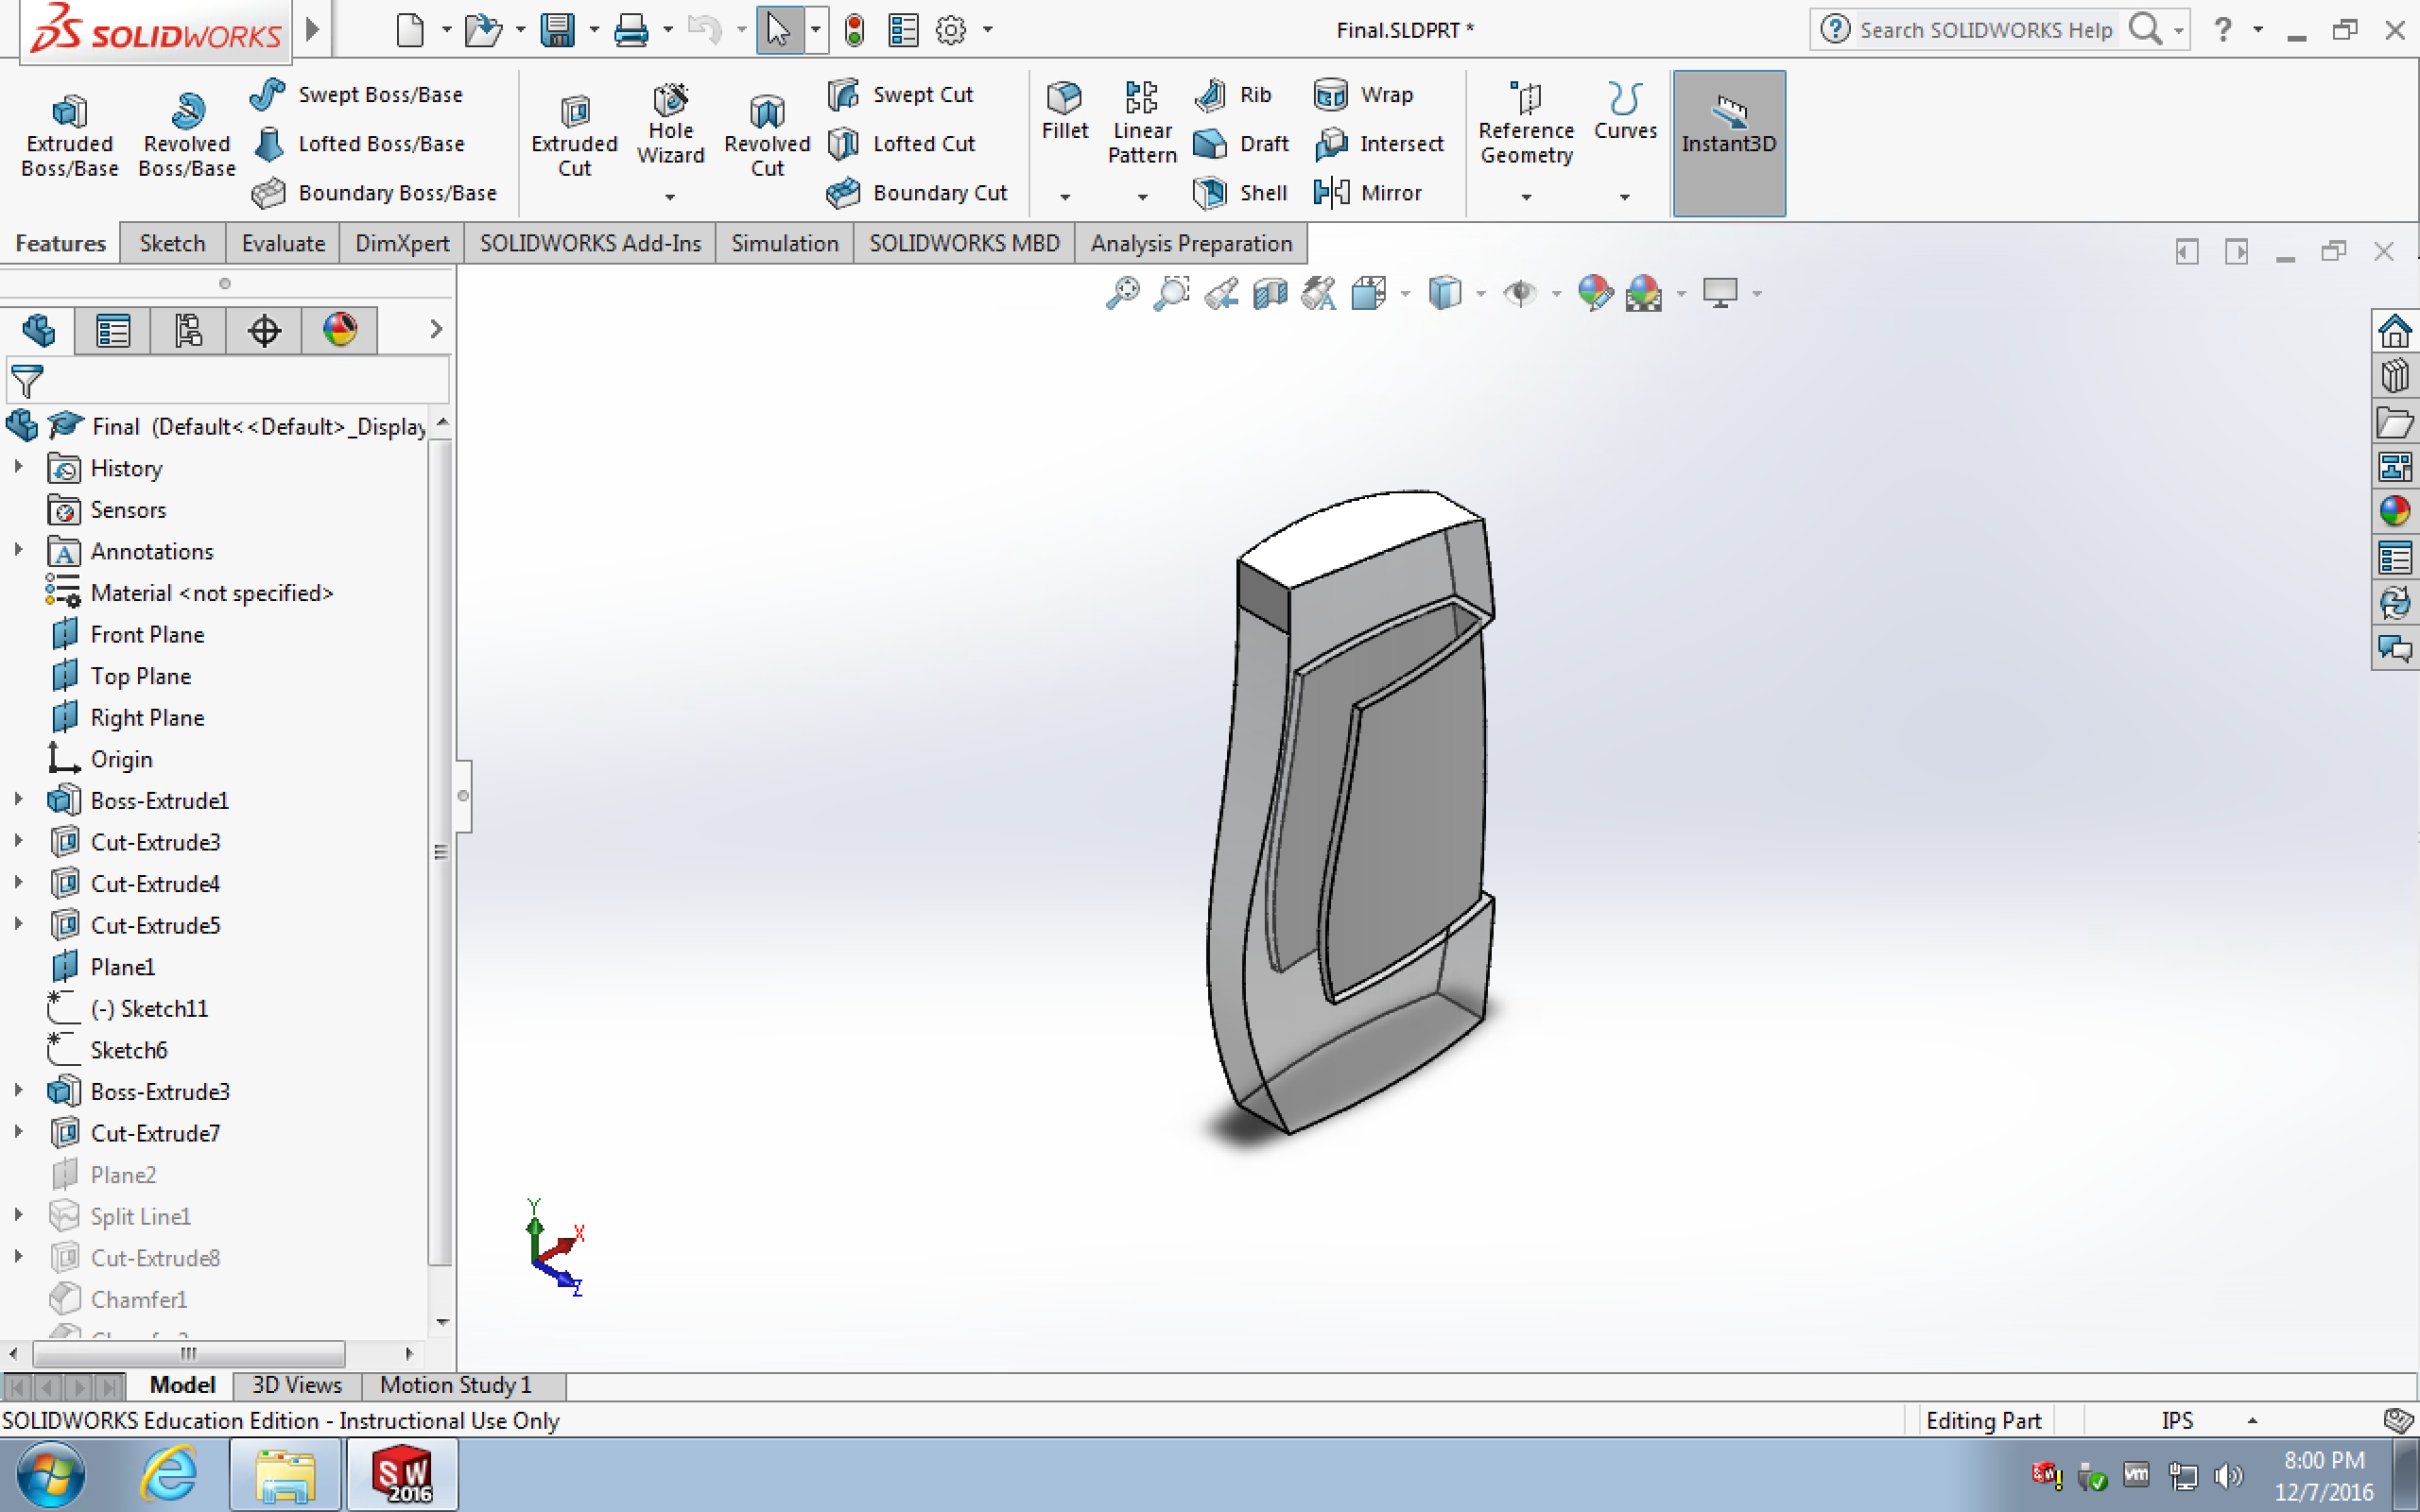 SOLIDWORKS
Final.SLDPRT *
Search SOLIDWORKS Help
?
Extruded Boss/Base
Revolved Boss/Base
Swept Boss/Base
Lofted Boss/Base
Boundary Boss/Base
Extruded Cut
Hole Wizard
Revolved Cut
Swept Cut
Lofted Cut
Boundary Cut
Fillet
Linear Pattern
Rib
Draft
Shell
Wrap
Intersect
Mirror
Reference Geometry
Curves
Instant3D
Features
Sketch
Evaluate
DimXpert
SOLIDWORKS Add-Ins
Simulation
SOLIDWORKS MBD
Analysis Preparation
Final (Default<<Default>_Display
History
Sensors
Annotations
Material <not specified>
Front Plane
Top Plane
Right Plane
Origin
Boss-Extrude1
Cut-Extrude3
Cut-Extrude4
Cut-Extrude5
Plane1
(-) Sketch11
Sketch6
Boss-Extrude3
Cut-Extrude7
Plane2
Split Line1
Cut-Extrude8
Chamfer1
Y
X
Z
Model
3D Views
Motion Study 1
SOLIDWORKS Education Edition - Instructional Use Only
Editing Part
IPS
SW
2016
vm
8:00 PM
12/7/2016